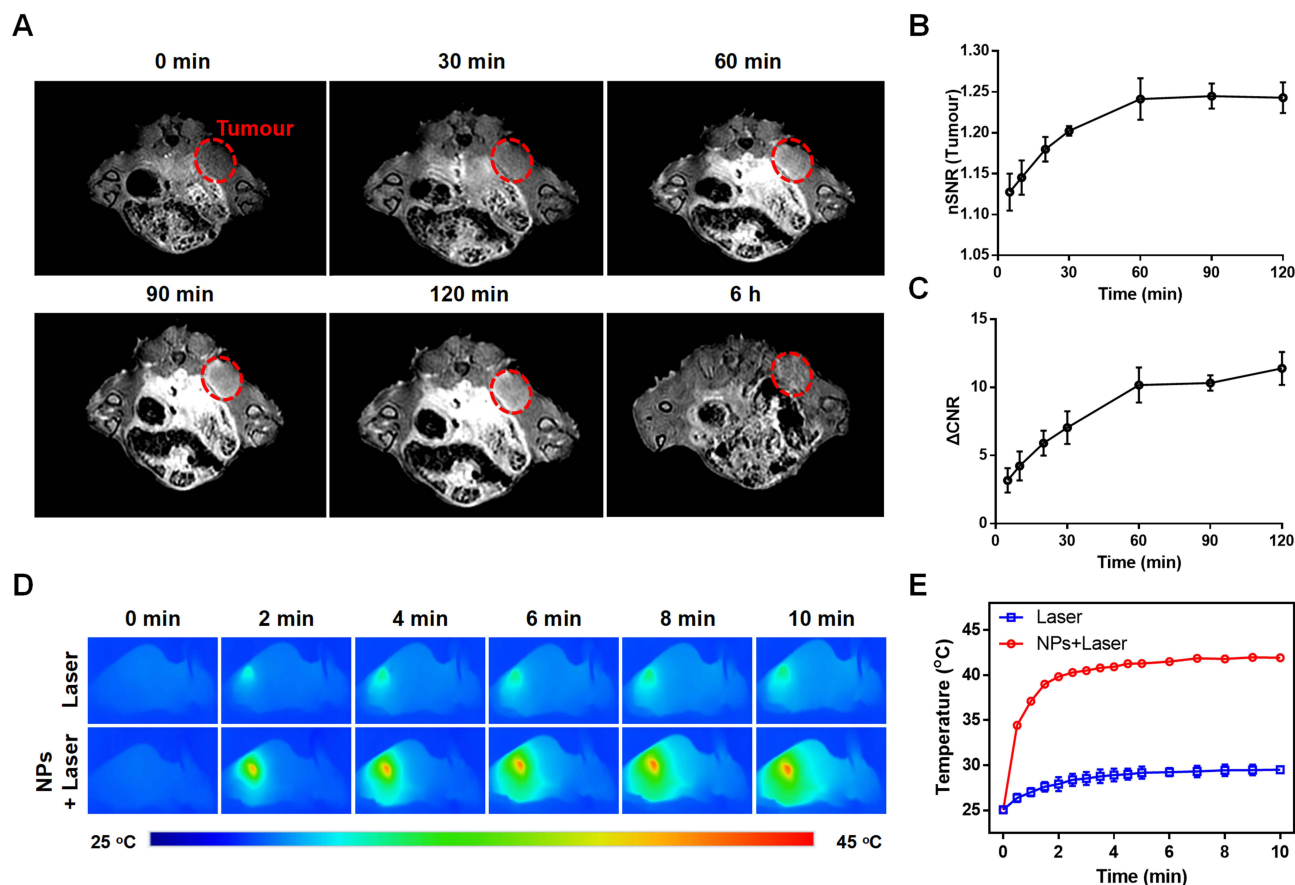 A
0 min 30 min 60 min
Tumour
90 min 120 min 6 h
B
nSNR (Tumour)
1.30
1.25
1.20
1.15
1.10
1.05
0 30 60 90 120
Time (min)
C
ΔCNR
15
10
5
0
0 30 60 90 120
Time (min)
D
0 min 2 min 4 min 6 min 8 min 10 min
Laser
NPs
+ Laser
25 °C 45 °C
E
Laser
NPs+Laser
Temperature (°C)
45
40
35
30
25
0 2 4 6 8 10
Time (min)